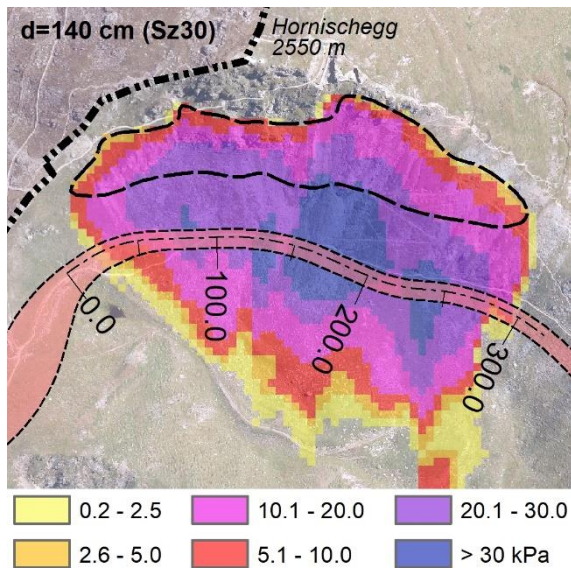 d=140 cm (Sz30)
Hornischegg
2550 m
0.0
100.0
200.0
300.0
0.2 - 2.5
10.1 - 20.0
20.1 - 30.0
2.6 - 5.0
5.1 - 10.0
> 30 kPa